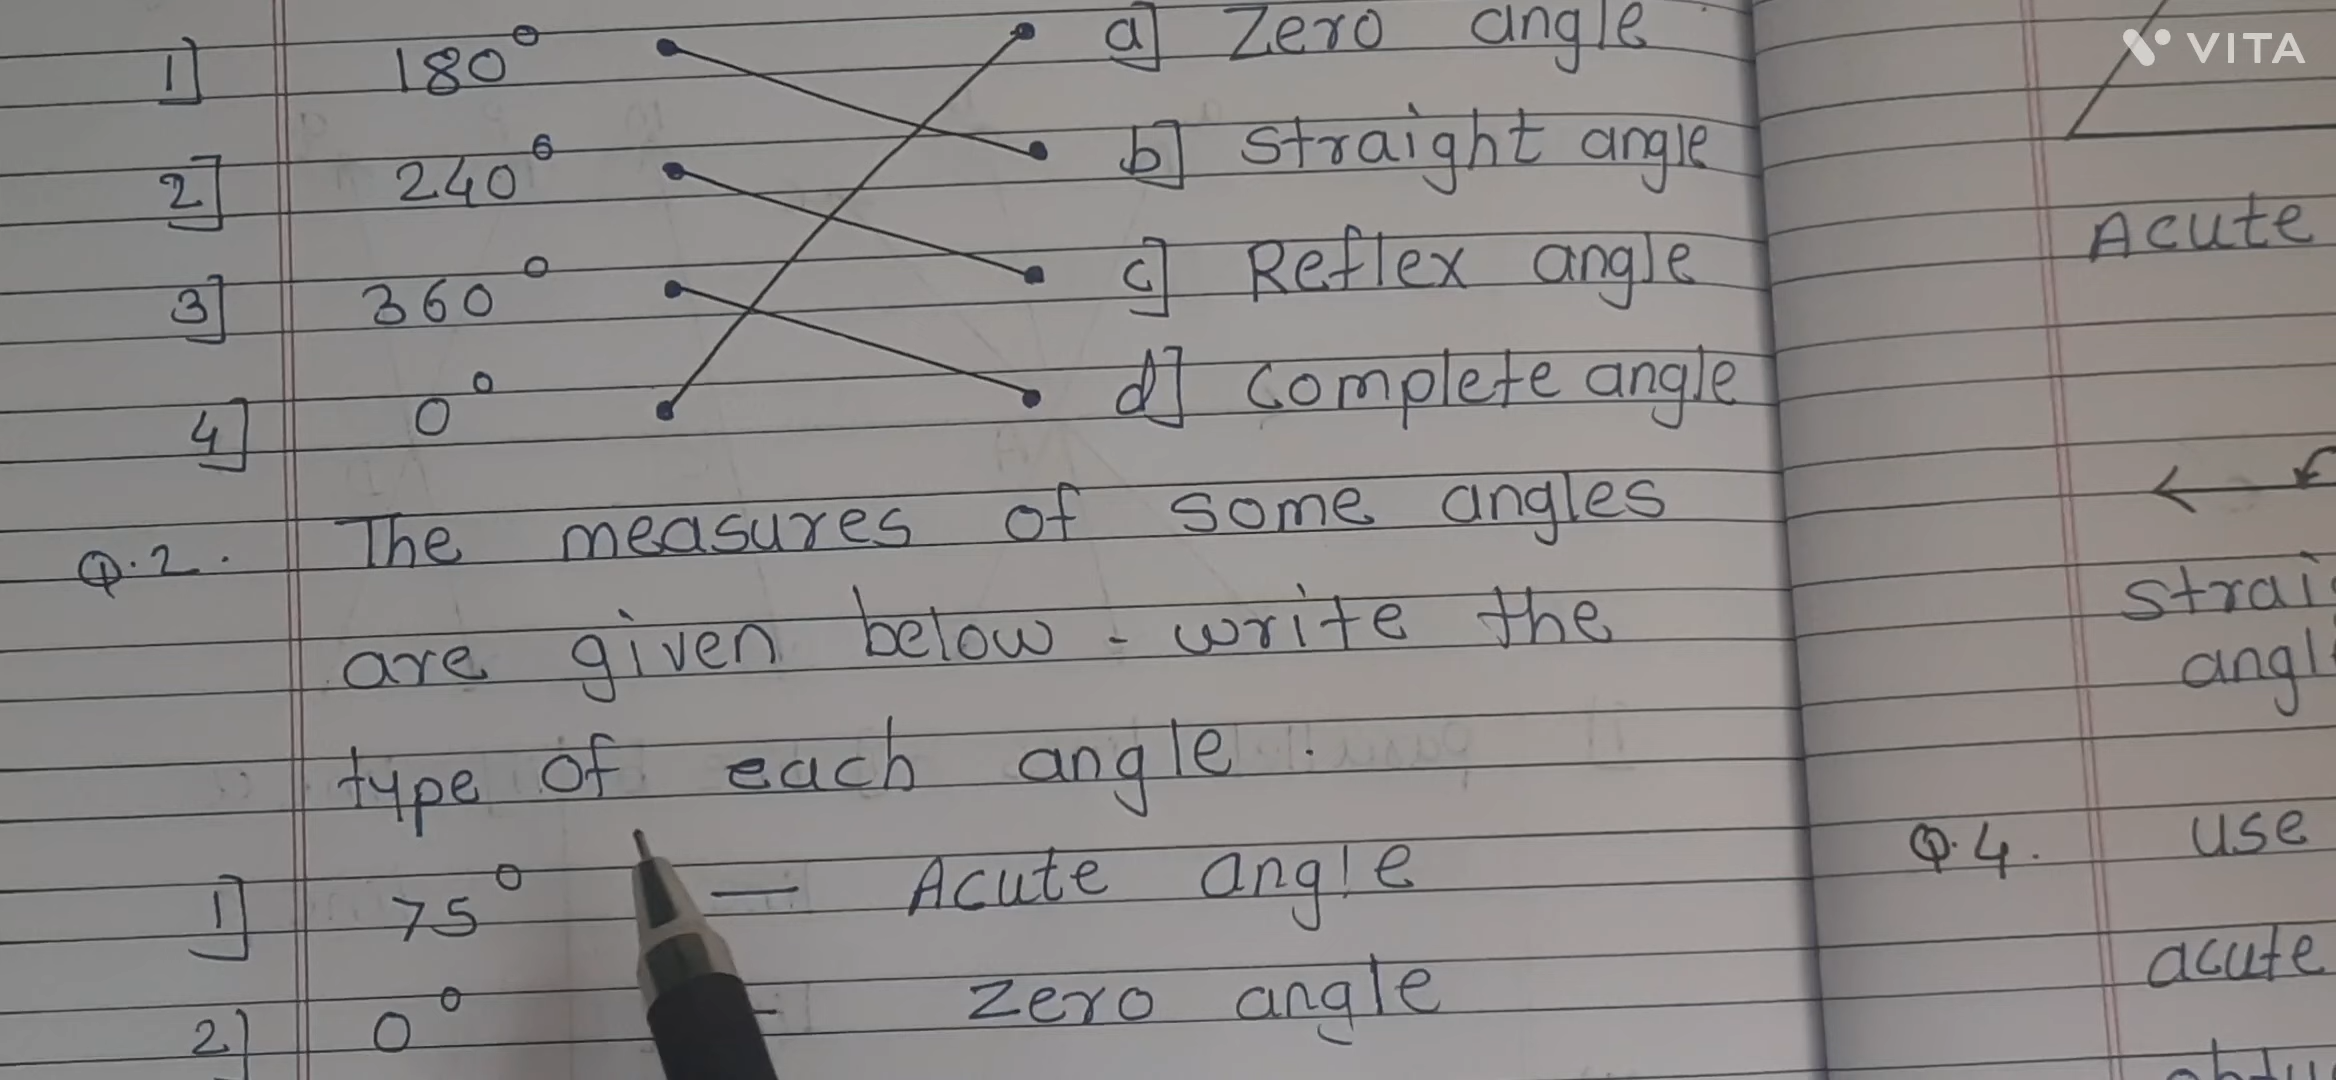 1] 180° a] Zero angle
2] 240° b] straight angle
3] 360° c] Reflex angle
4] 0° d] complete angle
Q.2. The measures of some angles
are given below. write the
type of each angle.
1] 75° — Acute angle
2] 0° - Zero angle
VITA
Acute
angl
Q.4. use
acute